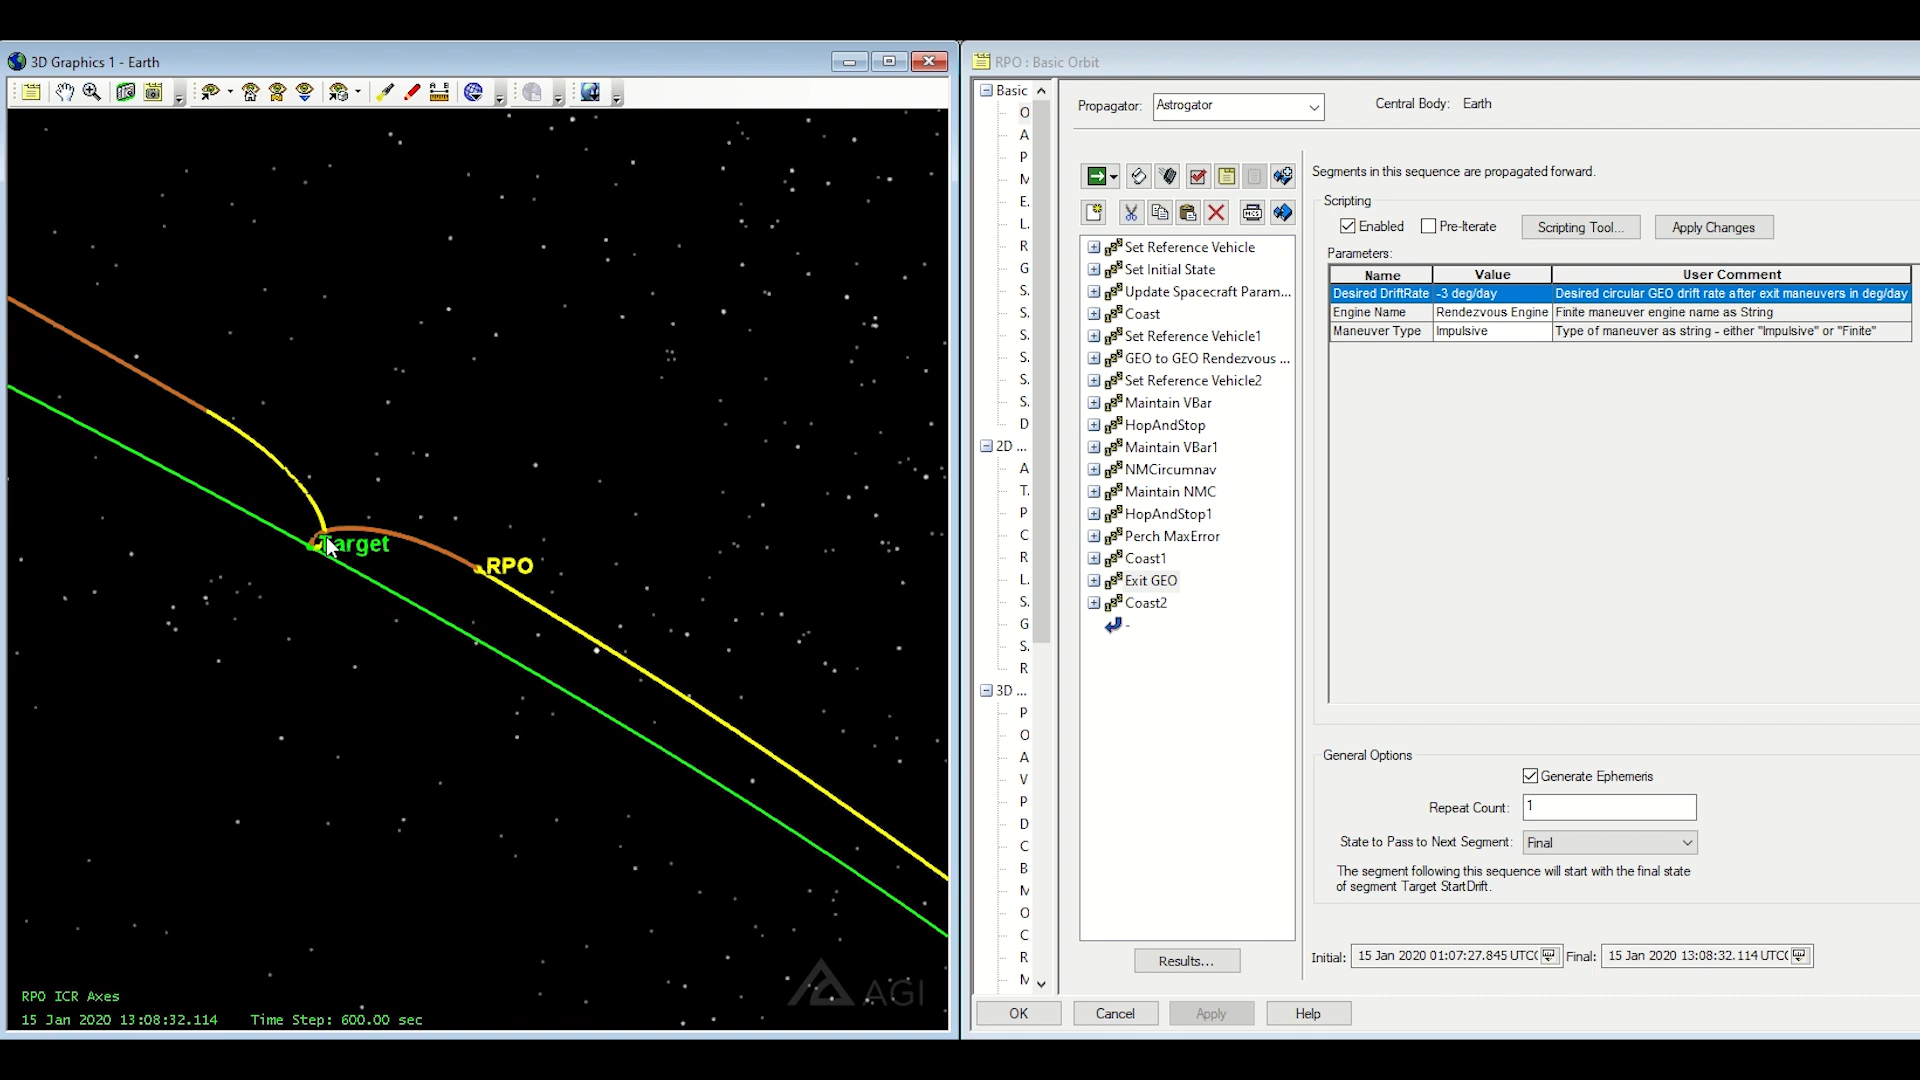 3D Graphics 1 - Earth
Target
RPO
RPO ICR Axes
15 Jan 2020 13:08:32.114 Time Step: 600.00 sec
AGI
RPO : Basic Orbit
Basic
O
A
P
M
E.
L.
R
G
S.
S.
S.
S.
S.
S.
D
2D ...
A
T.
P
C
R
L.
S.
G
S.
R
3D ...
P
O
A
V
P
D
C
B
M
O
C
R
M
Propagator: Astrogator Central Body: Earth
Set Reference Vehicle
Set Initial State
Update Spacecraft Param...
Coast
Set Reference Vehicle1
GEO to GEO Rendezvous ...
Set Reference Vehicle2
Maintain VBar
HopAndStop
Maintain VBar1
NMCircumnav
Maintain NMC
HopAndStop1
Perch MaxError
Coast1
Exit GEO
Coast2
-
Results...
Segments in this sequence are propagated forward.
Scripting
Enabled Pre-Iterate Scripting Tool... Apply Changes
Parameters:
Name Value User Comment
Desired DriftRate -3 deg/day Desired circular GEO drift rate after exit maneuvers in deg/day
Engine Name Rendezvous Engine Finite maneuver engine name as String
Maneuver Type Impulsive Type of maneuver as string - either "Impulsive" or "Finite"
General Options
Generate Ephemeris
Repeat Count: 1
State to Pass to Next Segment: Final
The segment following this sequence will start with the final state
of segment Target StartDrift.
Initial: 15 Jan 2020 01:07:27.845 UTC Final: 15 Jan 2020 13:08:32.114 UTC
OK Cancel Apply Help